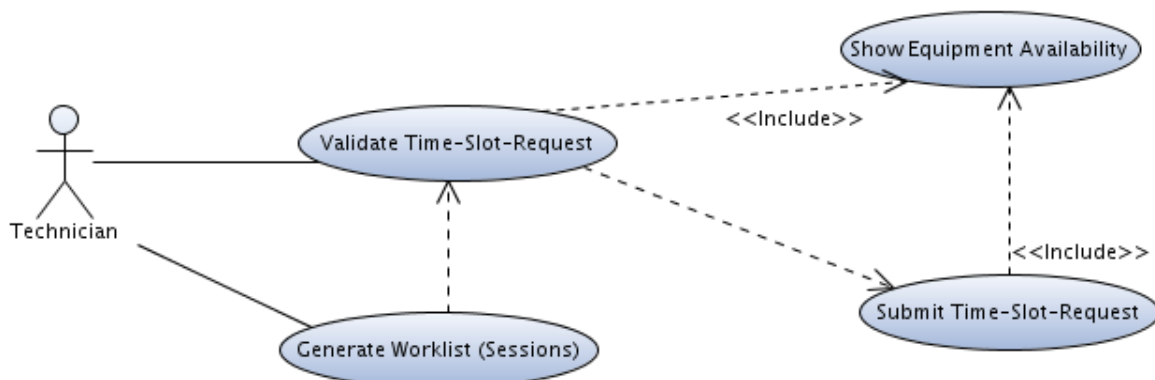 Show Equipment Availability
<<Include>>
Validate Time-Slot-Request
Technician
<<Include>>
Submit Time-Slot-Request
Generate Worklist (Sessions)